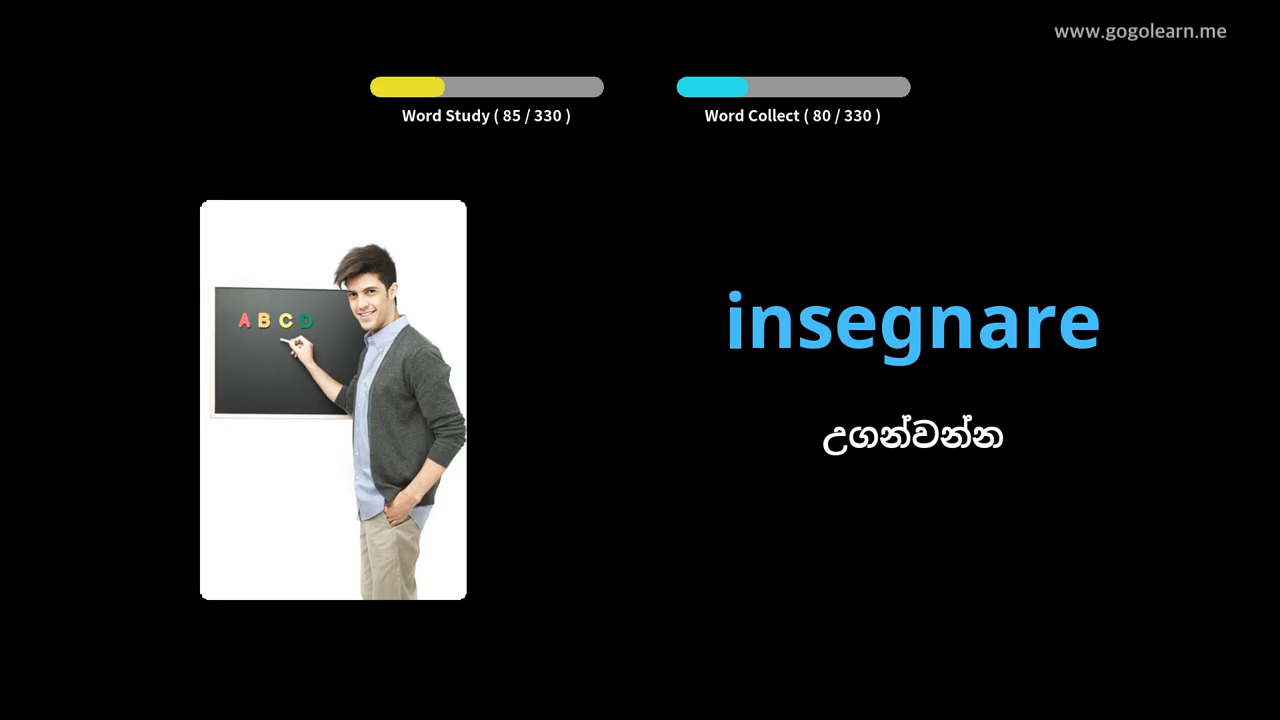 www.gogolearn.me
Word Study ( 85 / 330 )
Word Collect ( 80 / 330 )
A B C D
insegnare
උගන්වන්න